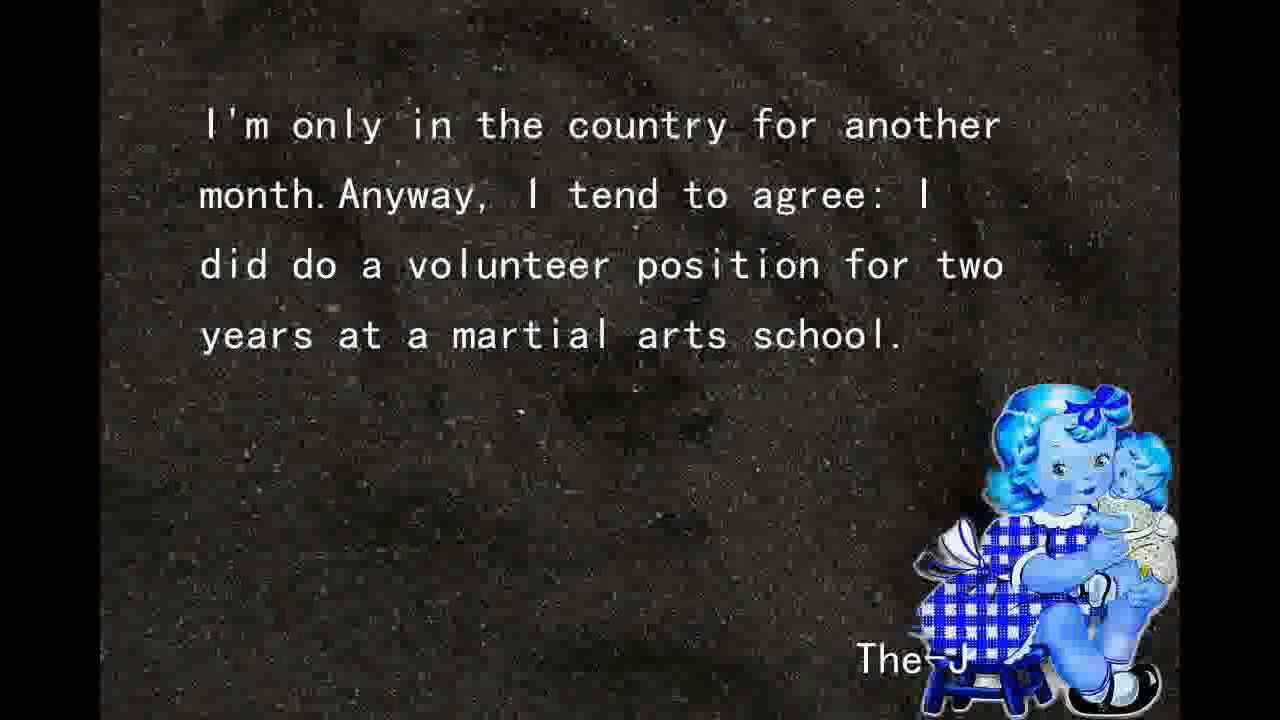 I'm only in the country for another
month.Anyway, I tend to agree: I
did do a volunteer position for two
years at a martial arts school.
The-J